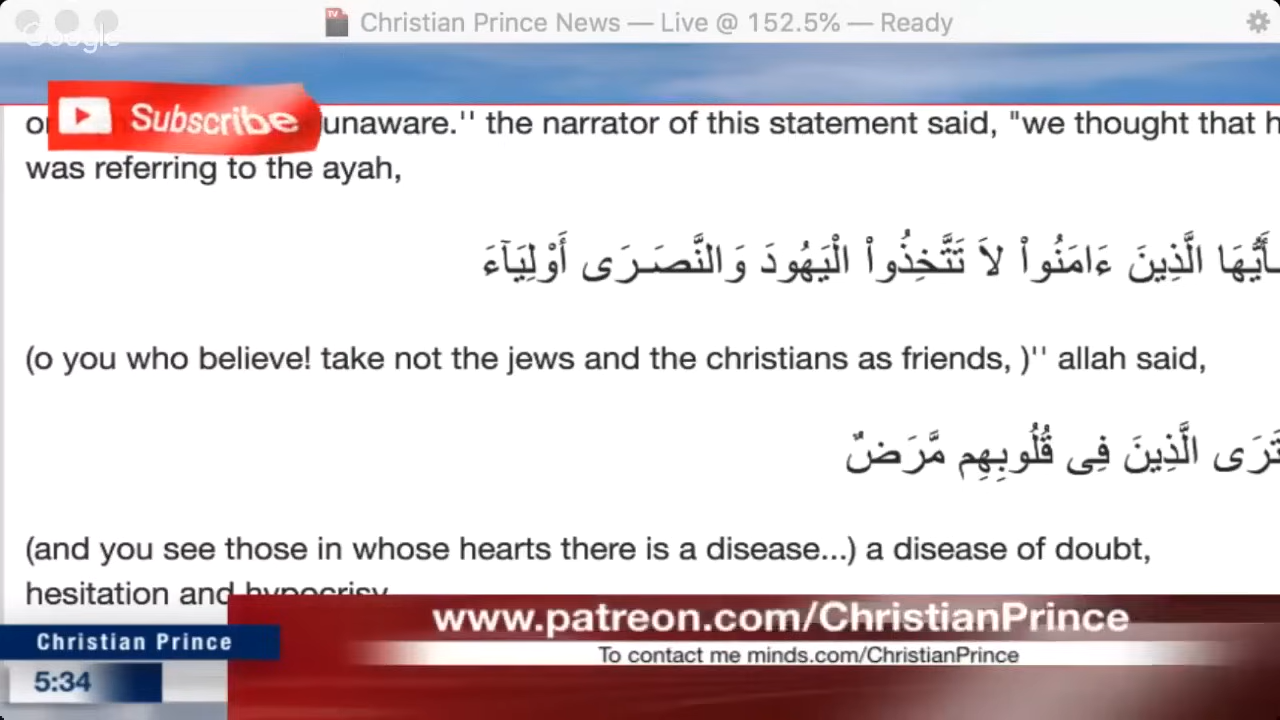 Christian Prince News — Live @ 152.5% — Ready
Google
Subscribe
unaware.'' the narrator of this statement said, "we thought that
was referring to the ayah,
الَّذِينَ ءَامَنُواْ لاَ تَتَّخِذُواْ الْيَهُودَ وَالنَّصَـرَى أَوْلِيَآءَ
(o you who believe! take not the jews and the christians as friends, )'' allah said,
الَّذِينَ فِى قُلُوبِهِم مَّرَضٌ
(and you see those in whose hearts there is a disease...) a disease of doubt,
hesitation and hypocrisy
www.patreon.com/ChristianPrince
Christian Prince
To contact me minds.com/ChristianPrince
5:34